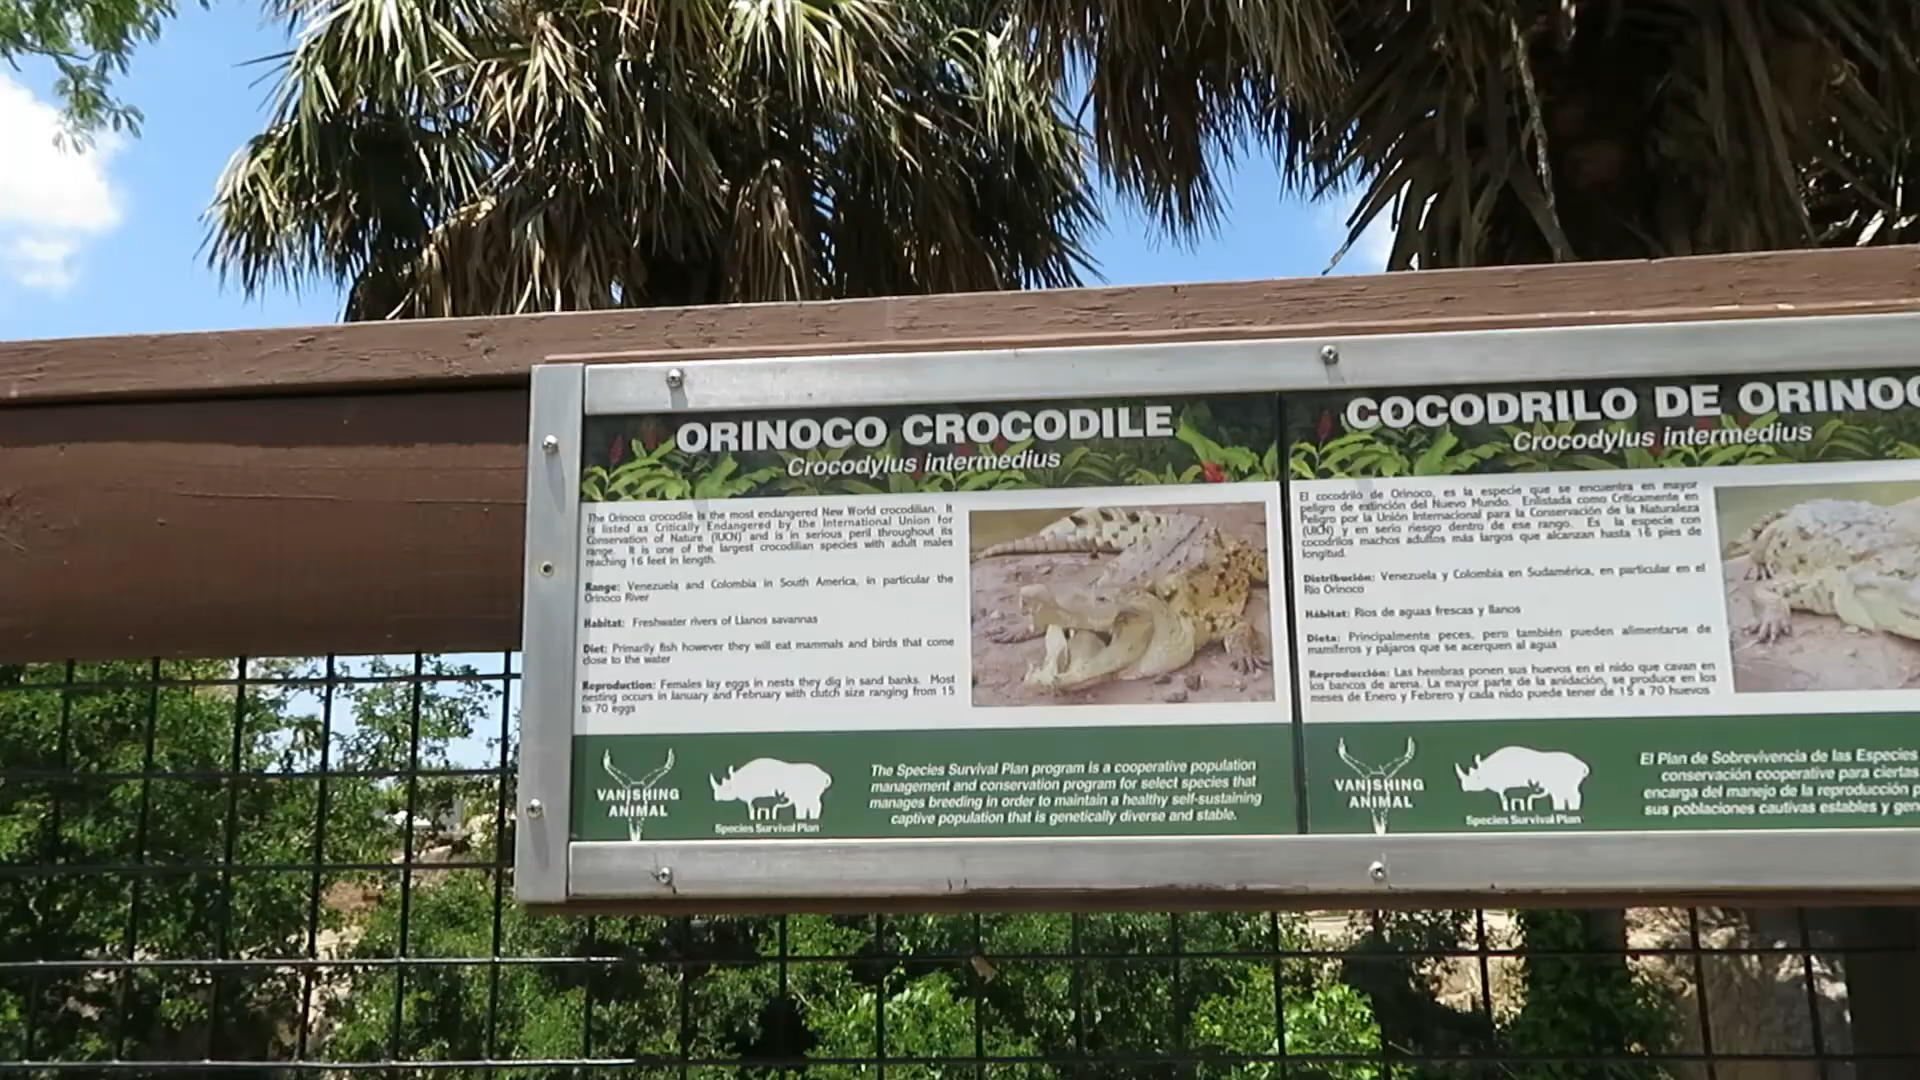 ORINOCO CROCODILE
Crocodylus intermedius
The Orinoco crocodile is the most endangered New World crocodilian. It
is listed as Critically Endangered by the International Union for
Conservation of Nature (IUCN) and is in serious peril throughout its
range. It is one of the largest crocodilian species with adult males
reaching 16 feet in length.
Range: Venezuela and Colombia in South America, in particular the
Orinoco River
Habitat: Freshwater rivers of Llanos savannas
Diet: Primarily fish however they will eat mammals and birds that come
close to the water
Reproduction: Females lay eggs in nests they dig in sand banks. Most
nesting occurs in January and February with clutch size ranging from 15
to 70 eggs
VANISHING
ANIMAL
Species Survival Plan
The Species Survival Plan program is a cooperative population
management and conservation program for select species that
manages breeding in order to maintain a healthy self-sustaining
captive population that is genetically diverse and stable.
COCODRILO DE ORINOC
Crocodylus intermedius
El cocodrilo de Orinoco, es la especie que se encuentra en mayor
peligro de extinción del Nuevo Mundo. Enlistada como Críticamente en
Peligro por la Unión Internacional para la Conservación de la Naturaleza
(UICN) y en serio riesgo dentro de ese rango. Es la especie con
cocodrilos machos adultos más largos que alcanzan hasta 16 pies de
longitud.
Distribución: Venezuela y Colombia en Sudamérica, en particular en el
Río Orinoco
Hábitat: Ríos de aguas frescas y llanos
Dieta: Principalmente peces, pero también pueden alimentarse de
mamíferos y pájaros que se acerquen al agua
Reproducción: Las hembras ponen sus huevos en el nido que cavan en
los bancos de arena. La mayor parte de la anidación, se produce en los
meses de Enero y Febrero y cada nido puede tener de 15 a 70 huevos
VANISHING
ANIMAL
Species Survival Plan
El Plan de Sobrevivencia de las Especies
conservación cooperativa para ciertas
encarga del manejo de la reproducción p
sus poblaciones cautivas estables y gen